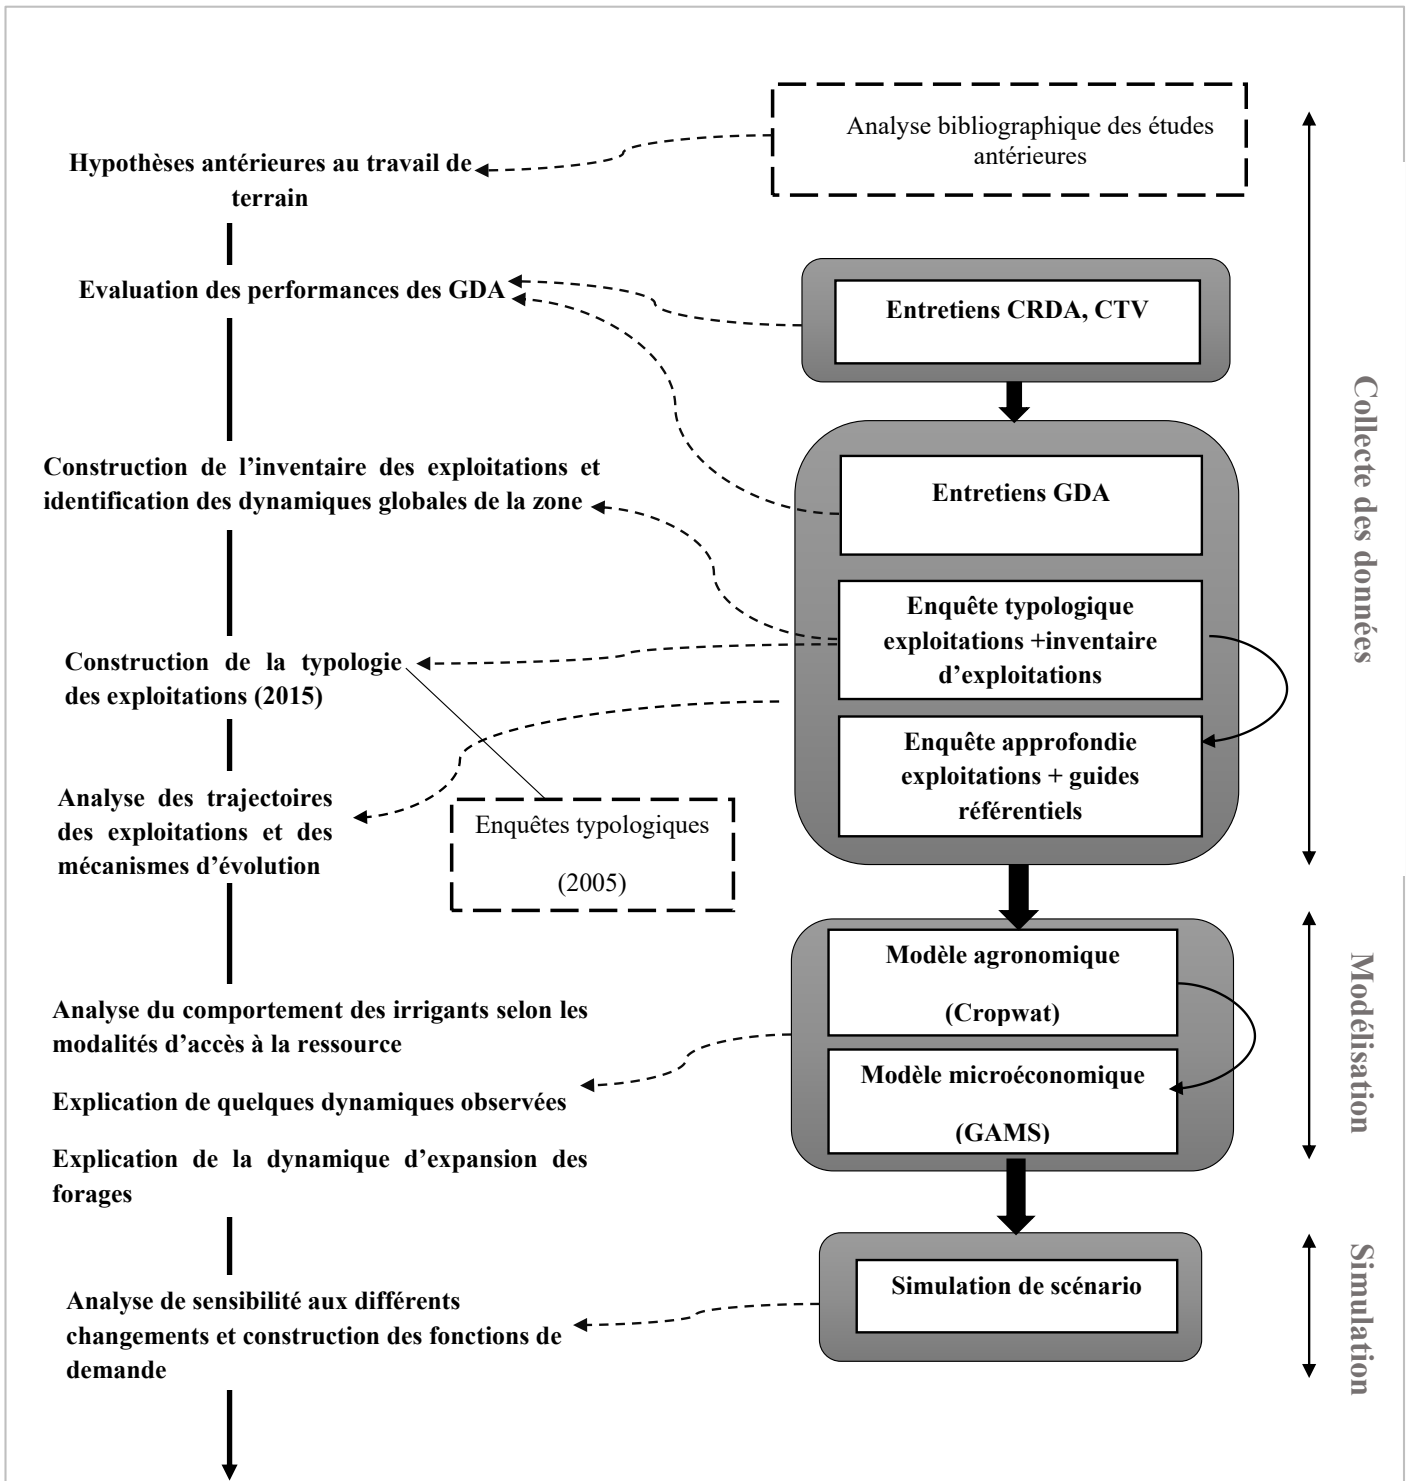 Analyse bibliographique des études
antérieures
Hypothèses antérieures au travail de
terrain
Evaluation des performances des GDA
Entretiens CRDA, CTV
Construction de l’inventaire des exploitations et
identification des dynamiques globales de la zone
Entretiens GDA
Enquête typologique
exploitations +inventaire
d’exploitations
Construction de la typologie
des exploitations (2015)
Enquête approfondie
exploitations + guides
référentiels
Analyse des trajectoires
des exploitations et des
mécanismes d’évolution
Enquêtes typologiques
(2005)
Collecte des données
Modèle agronomique
(Cropwat)
Modèle microéconomique
(GAMS)
Analyse du comportement des irrigants selon les
modalités d’accès à la ressource
Explication de quelques dynamiques observées
Explication de la dynamique d’expansion des
forages
Modélisation
Simulation de scénario
Analyse de sensibilité aux différents
changements et construction des fonctions de
demande
Simulation